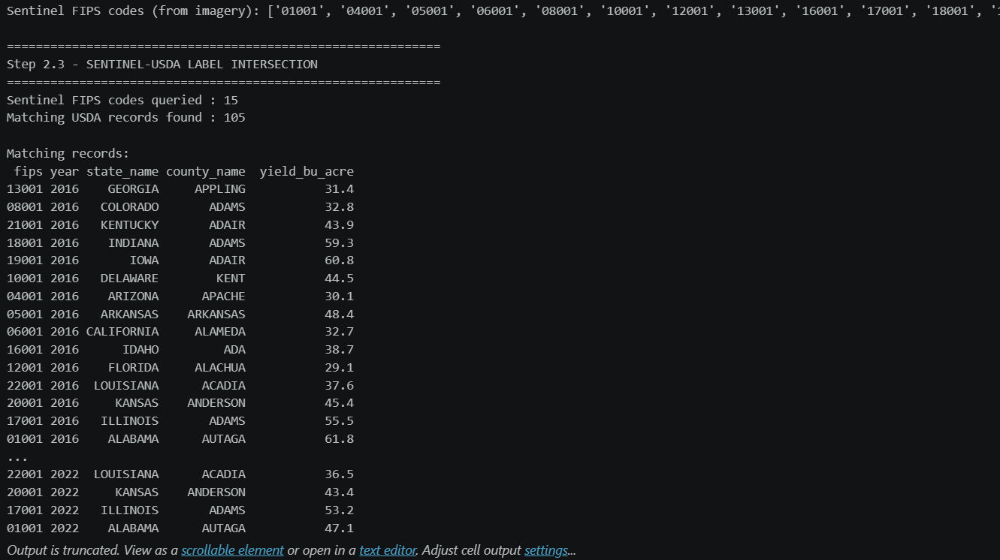 Sentinel FIPS codes (from imagery): ['01001', '04001', '05001', '06001', '08001', '10001', '12001', '13001', '16001', '17001', '18001', '1
============================================================
Step 2.3 - SENTINEL-USDA LABEL INTERSECTION
============================================================
Sentinel FIPS codes queried : 15
Matching USDA records found : 105
Matching records:
fips year state_name county_name yield_bu_acre
13001 2016 GEORGIA APPLING 31.4
08001 2016 COLORADO ADAMS 32.8
21001 2016 KENTUCKY ADAIR 43.9
18001 2016 INDIANA ADAMS 59.3
19001 2016 IOWA ADAIR 60.8
10001 2016 DELAWARE KENT 44.5
04001 2016 ARIZONA APACHE 30.1
05001 2016 ARKANSAS ARKANSAS 48.4
06001 2016 CALIFORNIA ALAMEDA 32.7
16001 2016 IDAHO ADA 38.7
12001 2016 FLORIDA ALACHUA 29.1
22001 2016 LOUISIANA ACADIA 37.6
20001 2016 KANSAS ANDERSON 45.4
17001 2016 ILLINOIS ADAMS 55.5
01001 2016 ALABAMA AUTAGA 61.8
...
22001 2022 LOUISIANA ACADIA 36.5
20001 2022 KANSAS ANDERSON 43.4
17001 2022 ILLINOIS ADAMS 53.2
01001 2022 ALABAMA AUTAGA 47.1
Output is truncated. View as a scrollable element or open in a text editor. Adjust cell output settings...